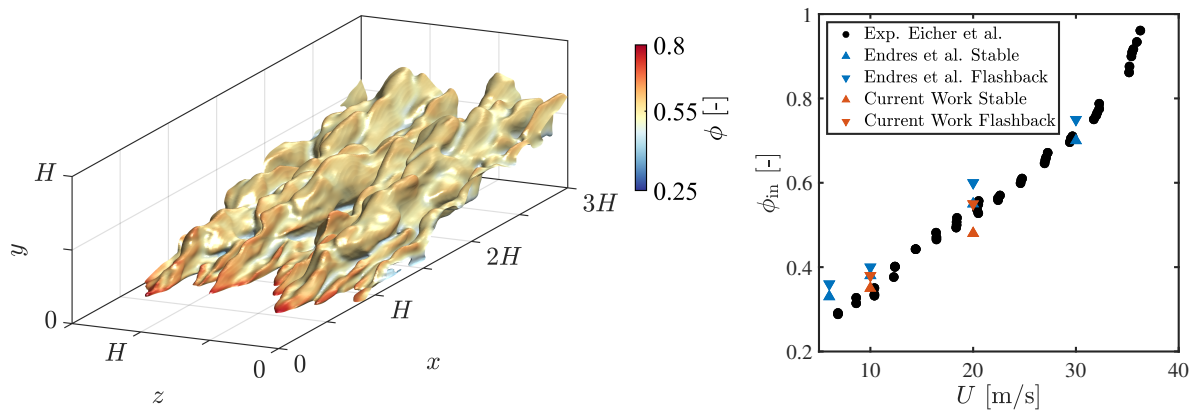 H
y
0
H
z
0
0
x
H
2H
3H
0.8
0.55
0.25
ϕ [-]
1
0.8
0.6
0.4
0.2
ϕin [-]
Exp. Eicher et al.
Endres et al. Stable
Endres et al. Flashback
Current Work Stable
Current Work Flashback
10
20
30
40
U [m/s]